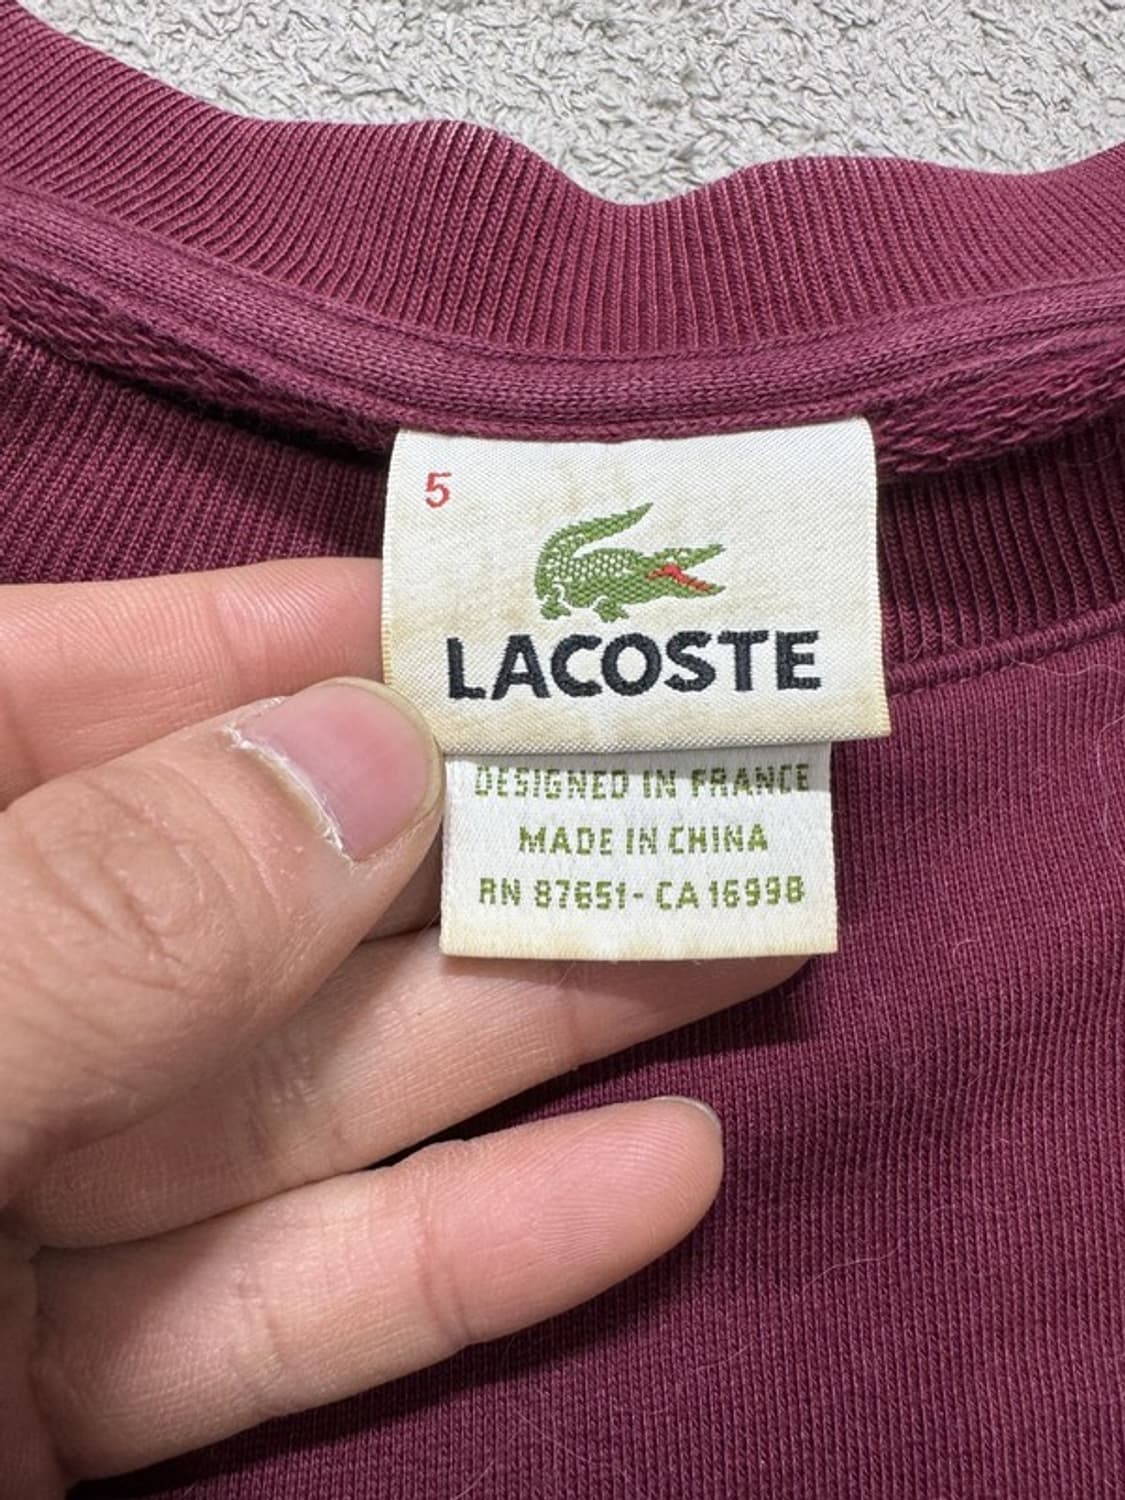 5
LACOSTE
DESIGNED IN FRANCE
MADE IN CHINA
RN 87651- CA 16998